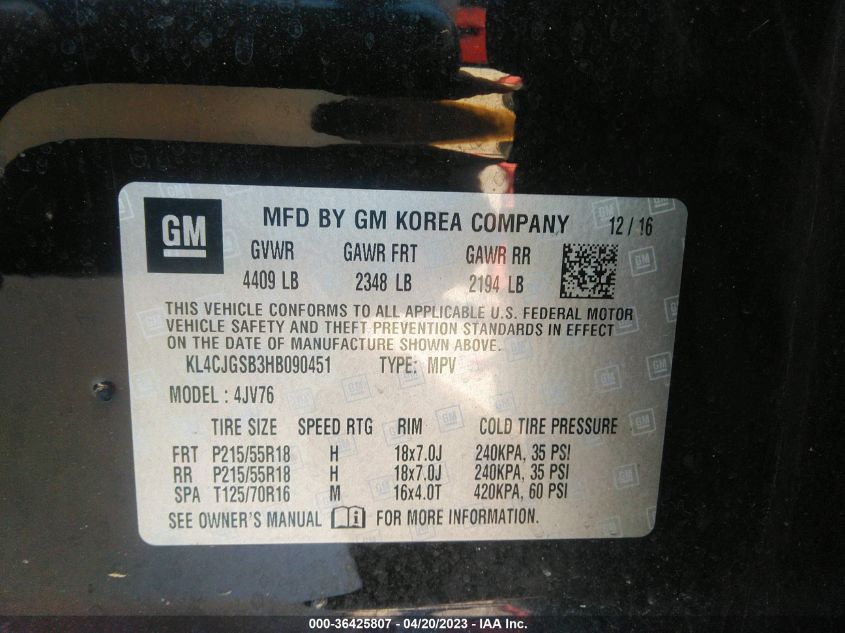 GM MFD BY GM KOREA COMPANY 12 / 16
GVWR GAWR FRT GAWR RR
4409 LB 2348 LB 2194 LB
THIS VEHICLE CONFORMS TO ALL APPLICABLE U.S. FEDERAL MOTOR
VEHICLE SAFETY AND THEFT PREVENTION STANDARDS IN EFFECT
ON THE DATE OF MANUFACTURE SHOWN ABOVE.
KL4CJGSB3HB090451 TYPE: MPV
MODEL : 4JV76
TIRE SIZE SPEED RTG RIM COLD TIRE PRESSURE
FRT P215/55R18 H 18x7.0J 240KPA, 35 PSI
RR P215/55R18 H 18x7.0J 240KPA, 35 PSI
SPA T125/70R16 M 16x4.0T 420KPA, 60 PSI
SEE OWNER'S MANUAL FOR MORE INFORMATION.
000-36425807 - 04/20/2023 - IAAI.com